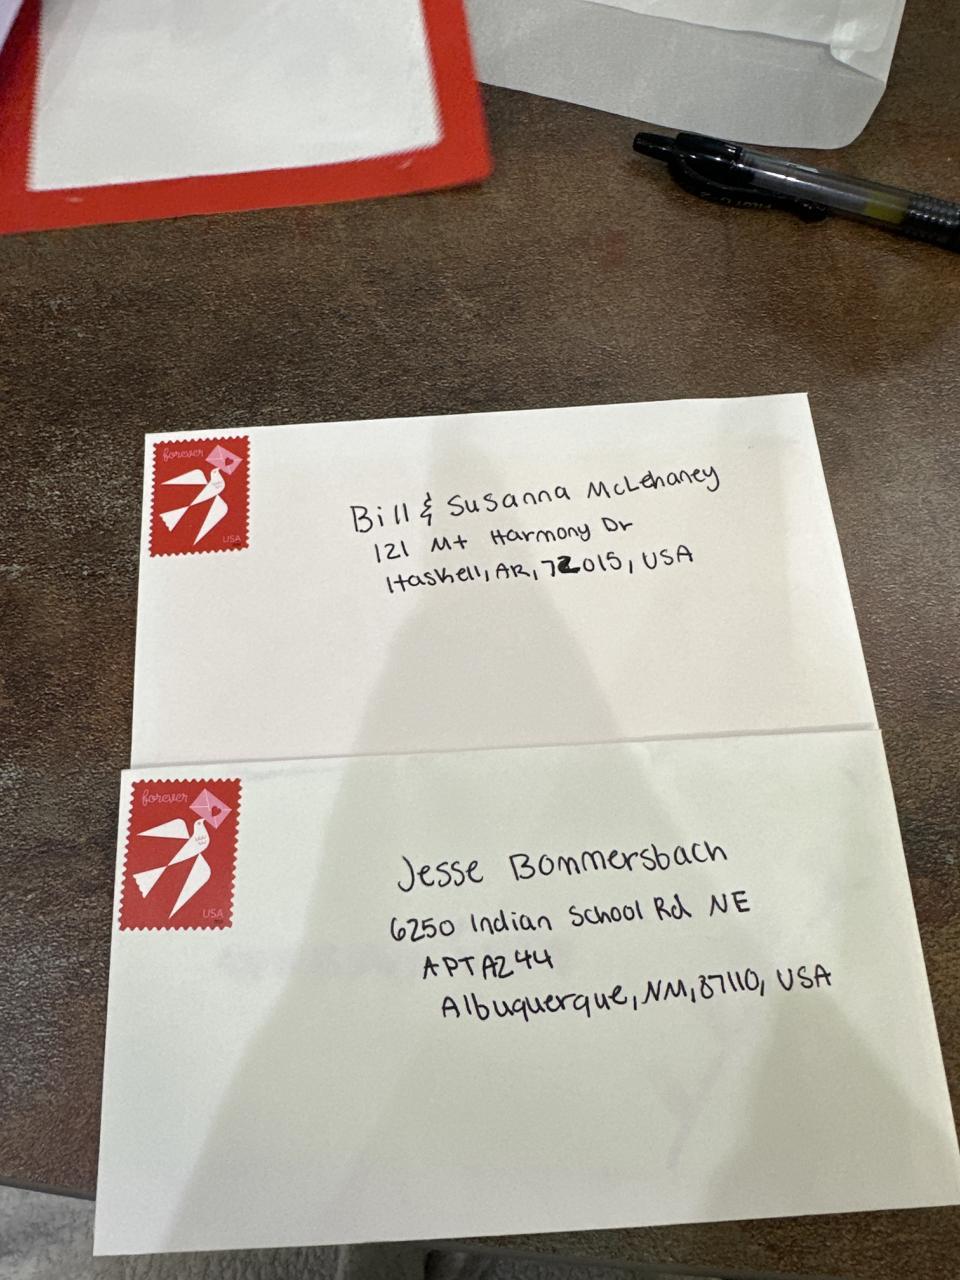 forever
USA
Bill & Susanna McLehaney
121 Mt Harmony Dr
Haskell, AR, 72015, USA
forever
USA
Jesse Bommersbach
6250 Indian School Rd NE
APT A244
Albuquerque, NM, 87110, USA